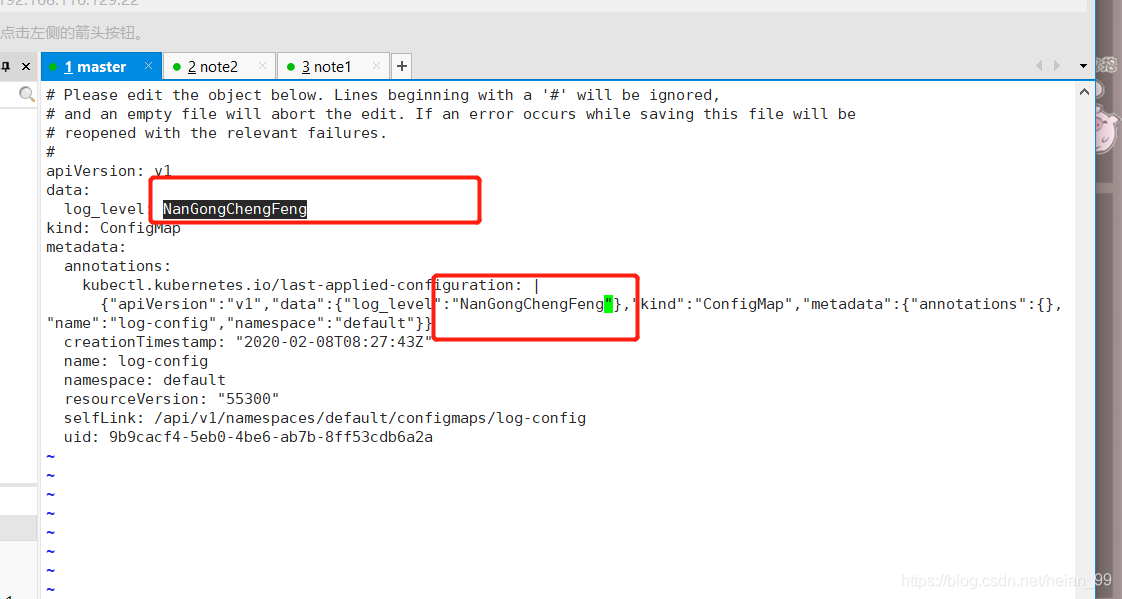 192.168.116.129:22
点击左侧的箭头按钮。
1 master × 2 note2 × 3 note1 × +
# Please edit the object below. Lines beginning with a '#' will be ignored,
# and an empty file will abort the edit. If an error occurs while saving this file will be
# reopened with the relevant failures.
#
apiVersion: v1
data:
  log_level: NanGongChengFeng
kind: ConfigMap
metadata:
  annotations:
    kubectl.kubernetes.io/last-applied-configuration: |
      {"apiVersion":"v1","data":{"log_level":"NanGongChengFeng"},"kind":"ConfigMap","metadata":{"annotations":{},
"name":"log-config","namespace":"default"}}
  creationTimestamp: "2020-02-08T08:27:43Z"
  name: log-config
  namespace: default
  resourceVersion: "55300"
  selfLink: /api/v1/namespaces/default/configmaps/log-config
  uid: 9b9cacf4-5eb0-4be6-ab7b-8ff53cdb6a2a
~
~
~
~
~
~
~
~
https://blog.csdn.net/heian_99